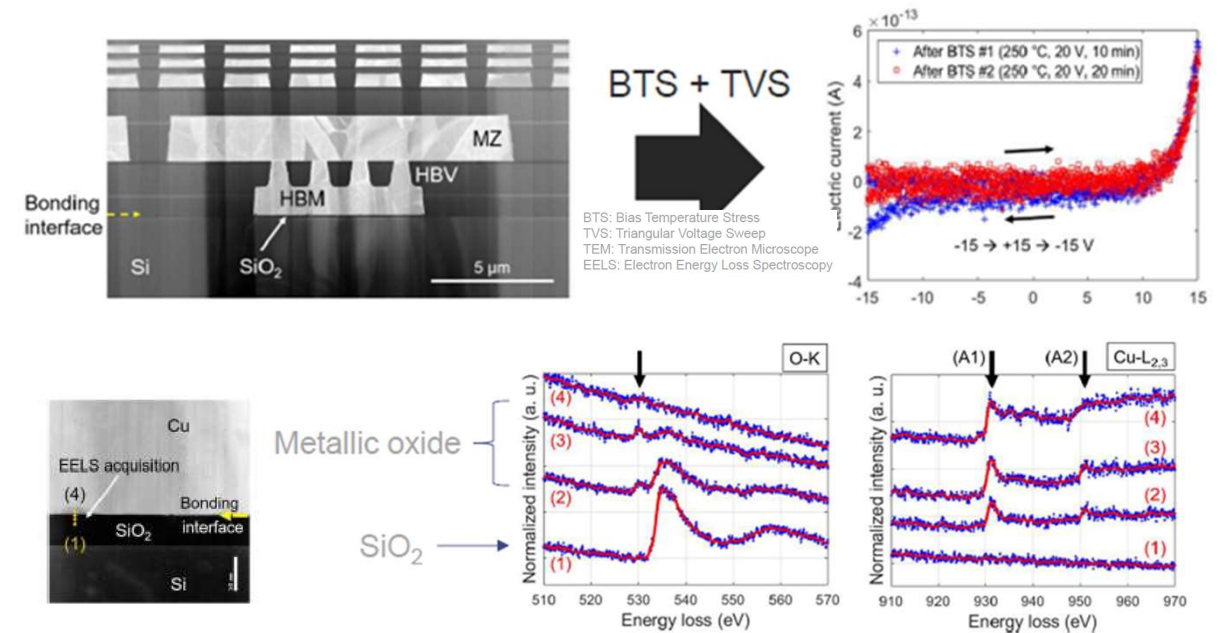 MZ
HBV
HBM
Bonding
interface
Si
SiO₂
5 µm
BTS + TVS
BTS: Bias Temperature Stress
TVS: Triangular Voltage Sweep
TEM: Transmission Electron Microscope
EELS: Electron Energy Loss Spectroscopy
× 10⁻¹³
6
4
2
0
-2
-4
After BTS #1 (250 °C, 20 V, 10 min)
After BTS #2 (250 °C, 20 V, 20 min)
-15 → +15 → -15 V
-15 -10 -5 0 5 10 15
ctric current (A)
Cu
EELS acquisition
(4)
Bonding
interface
(1)
SiO₂
Si
Metallic oxide
SiO₂
O-K
(4)
(3)
(2)
(1)
Normalized intensity (a. u.)
510 520 530 540 550 560 570
Energy loss (eV)
(A1)
(A2)
Cu-L₂,₃
(4)
(3)
(2)
(1)
Normalized intensity (a. u.)
910 920 930 940 950 960 970
Energy loss (eV)